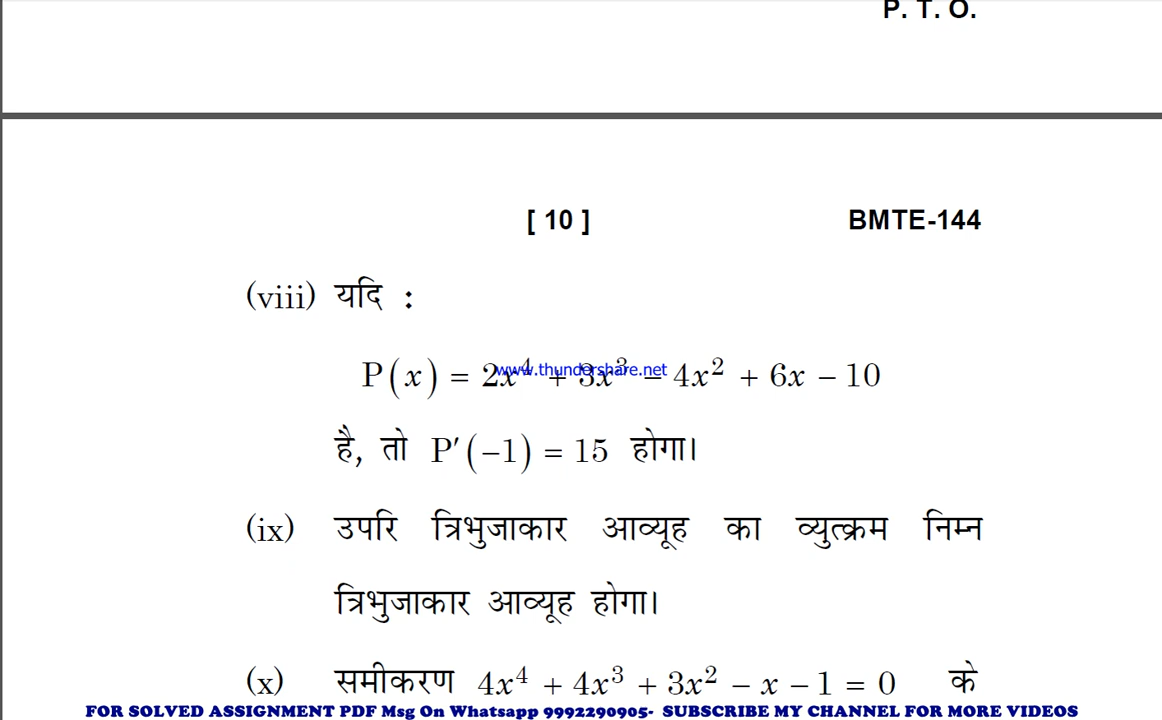 P. T. O.
[ 10 ] BMTE-144
(viii) यदि :
P(x) = 2x⁴ + 3x³ − 4x² + 6x − 10
www.thundershare.net
है, तो P′(−1) = 15 होगा।
(ix) उपरि त्रिभुजाकार आव्यूह का व्युत्क्रम निम्न
त्रिभुजाकार आव्यूह होगा।
(x) समीकरण 4x⁴ + 4x³ + 3x² − x − 1 = 0 के
FOR SOLVED ASSIGNMENT PDF Msg On Whatsapp 9992290905- SUBSCRIBE MY CHANNEL FOR MORE VIDEOS